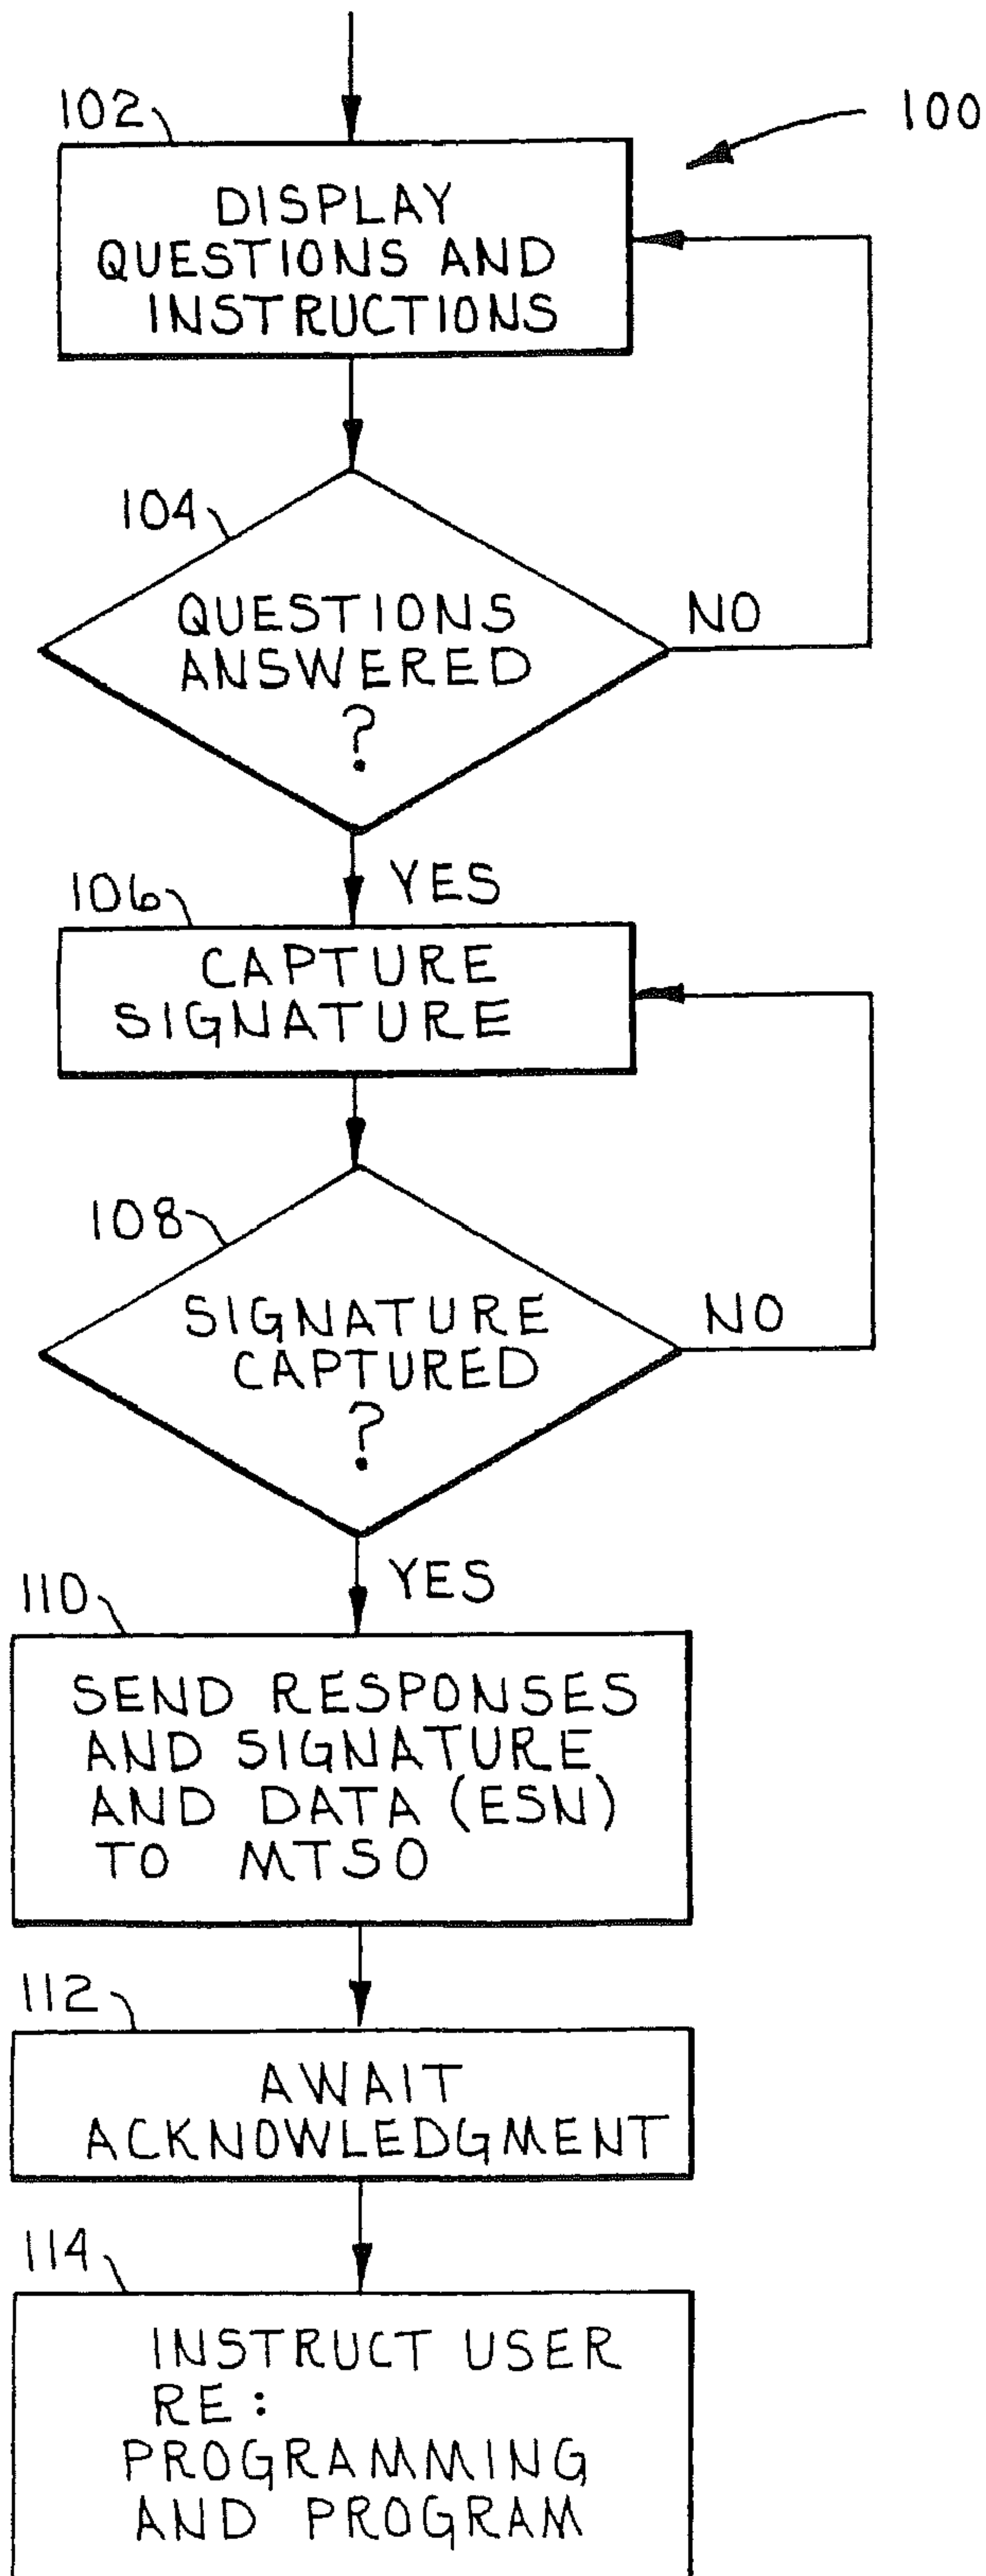 100
102
DISPLAY
QUESTIONS AND
INSTRUCTIONS
104
QUESTIONS
ANSWERED
?
NO
YES
106
CAPTURE
SIGNATURE
108
SIGNATURE
CAPTURED
?
NO
YES
110
SEND RESPONSES
AND SIGNATURE
AND DATA (ESN)
TO MTSO
112
AWAIT
ACKNOWLEDGMENT
114
INSTRUCT USER
RE:
PROGRAMMING
AND PROGRAM